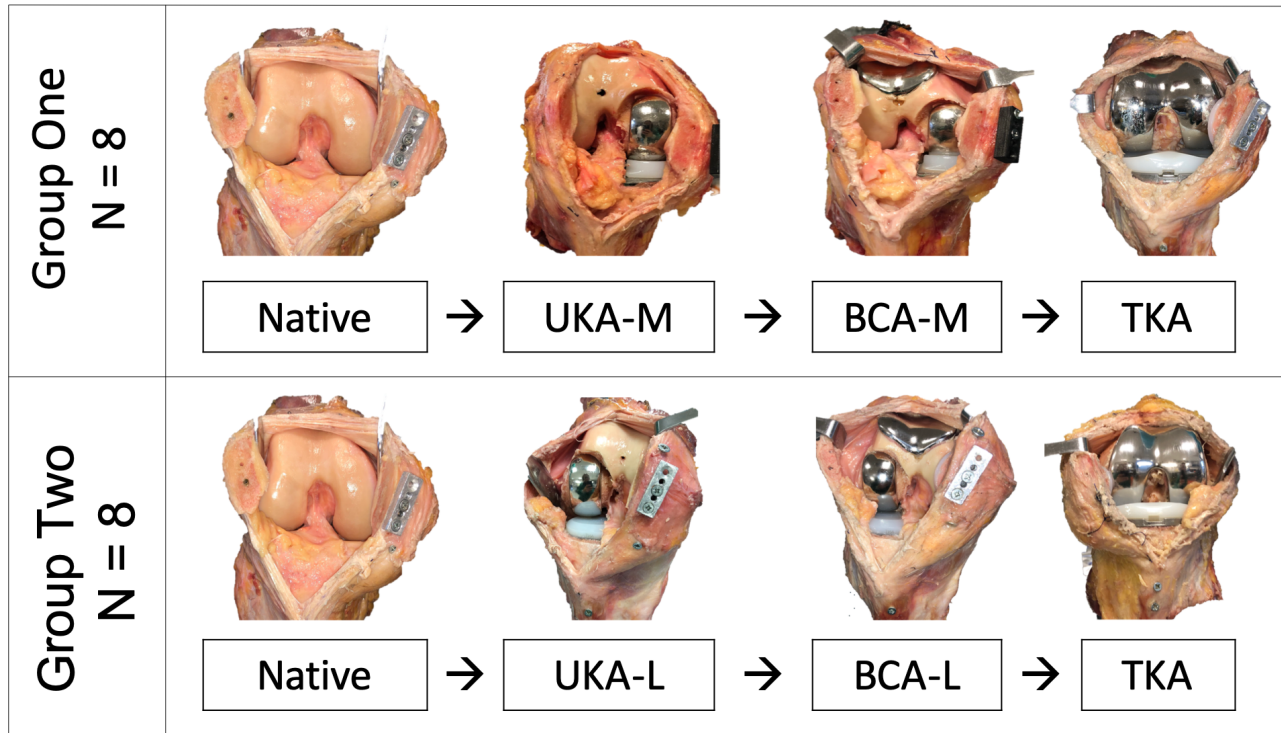 Group One
N = 8
Native → UKA-M → BCA-M → TKA
Group Two
N = 8
Native → UKA-L → BCA-L → TKA